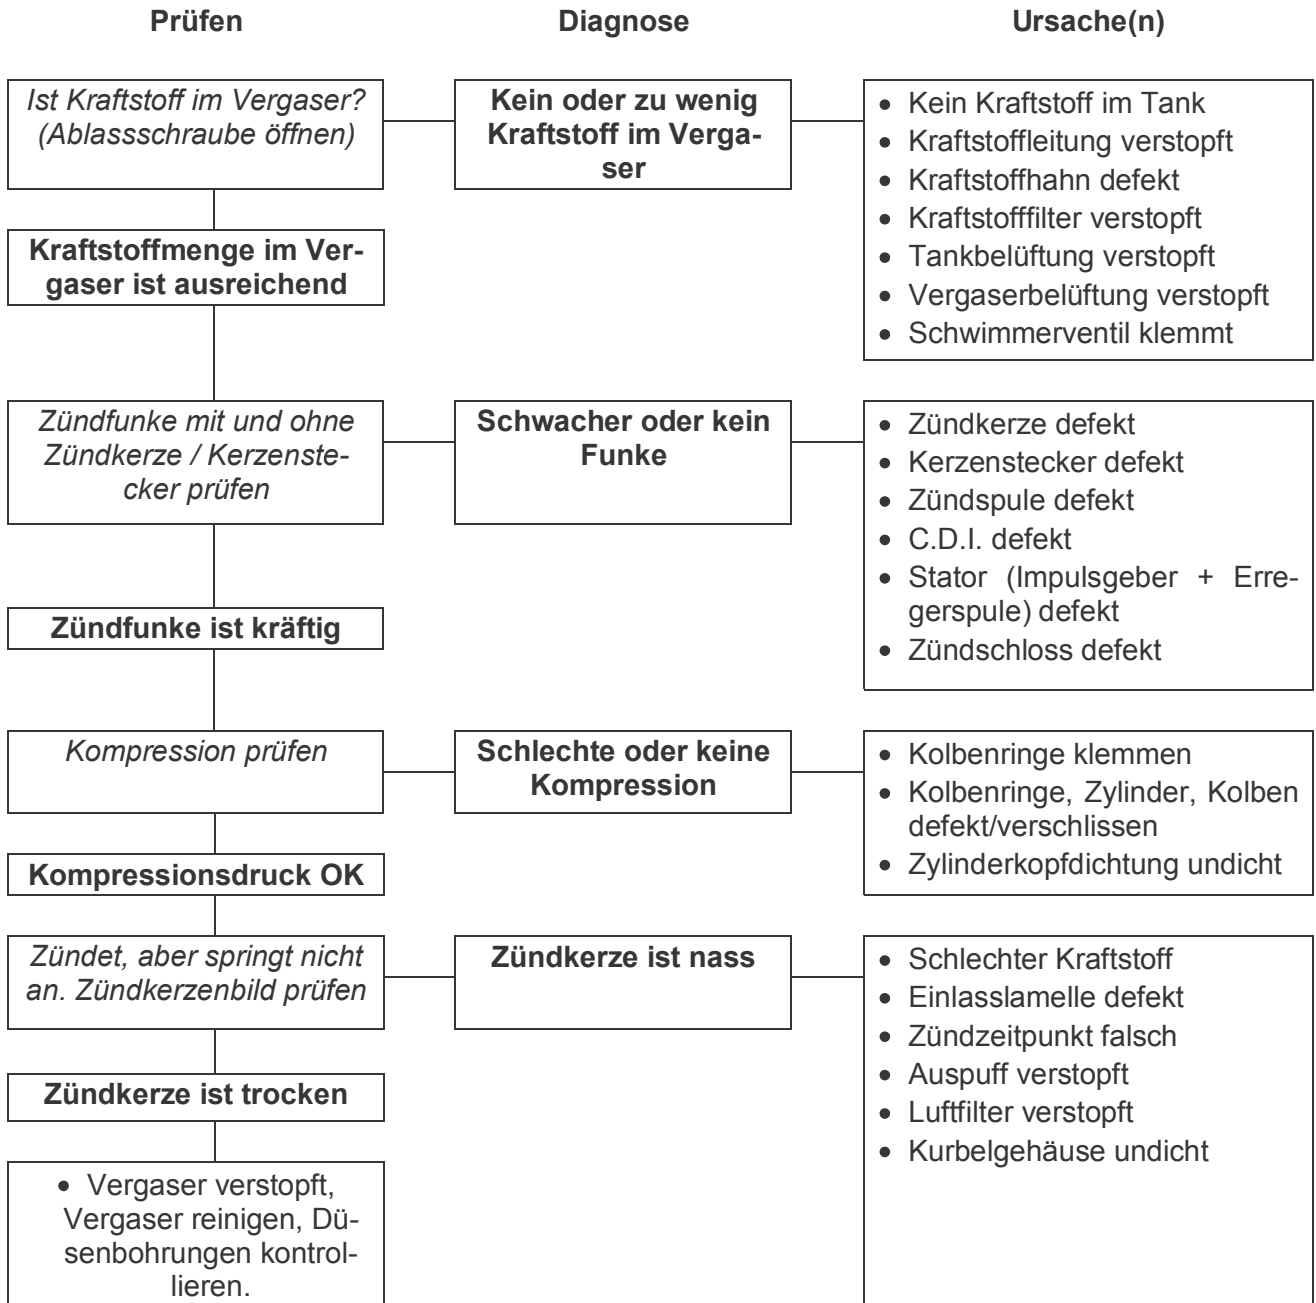 Prüfen
Diagnose
Ursache(n)
Ist Kraftstoff im Vergaser?
(Ablassschraube öffnen)
Kein oder zu wenig
Kraftstoff im Verga-
ser
• Kein Kraftstoff im Tank
• Kraftstoffleitung verstopft
• Kraftstoffhahn defekt
• Kraftstofffilter verstopft
• Tankbelüftung verstopft
• Vergaserbelüftung verstopft
• Schwimmerventil klemmt
Kraftstoffmenge im Ver-
gaser ist ausreichend
Zündfunke mit und ohne
Zündkerze / Kerzenste-
cker prüfen
Schwacher oder kein
Funke
• Zündkerze defekt
• Kerzenstecker defekt
• Zündspule defekt
• C.D.I. defekt
• Stator (Impulsgeber + Erre-
gerspule) defekt
• Zündschloss defekt
Zündfunke ist kräftig
Kompression prüfen
Schlechte oder keine
Kompression
• Kolbenringe klemmen
• Kolbenringe, Zylinder, Kolben
defekt/verschlissen
• Zylinderkopfdichtung undicht
Kompressionsdruck OK
Zündet, aber springt nicht
an. Zündkerzenbild prüfen
Zündkerze ist nass
• Schlechter Kraftstoff
• Einlasslamelle defekt
• Zündzeitpunkt falsch
• Auspuff verstopft
• Luftfilter verstopft
• Kurbelgehäuse undicht
Zündkerze ist trocken
• Vergaser verstopft,
Vergaser reinigen, Dü-
senbohrungen kontrol-
lieren.